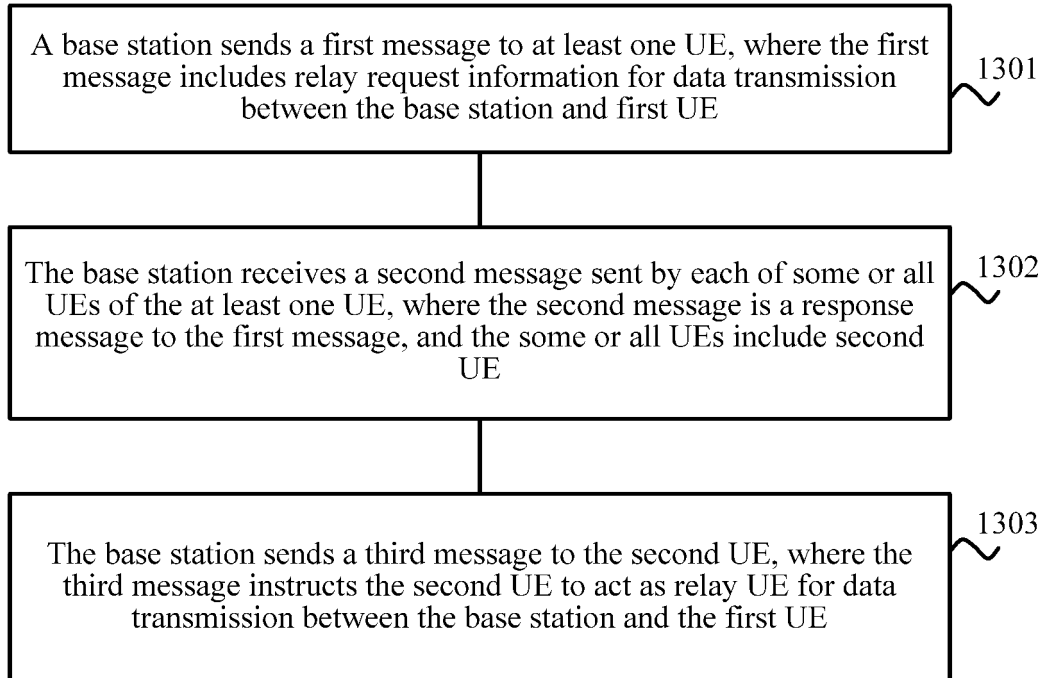 A base station sends a first message to at least one UE, where the first
message includes relay request information for data transmission
between the base station and first UE
1301
The base station receives a second message sent by each of some or all
UEs of the at least one UE, where the second message is a response
message to the first message, and the some or all UEs include second
UE
1302
The base station sends a third message to the second UE, where the
third message instructs the second UE to act as relay UE for data
transmission between the base station and the first UE
1303